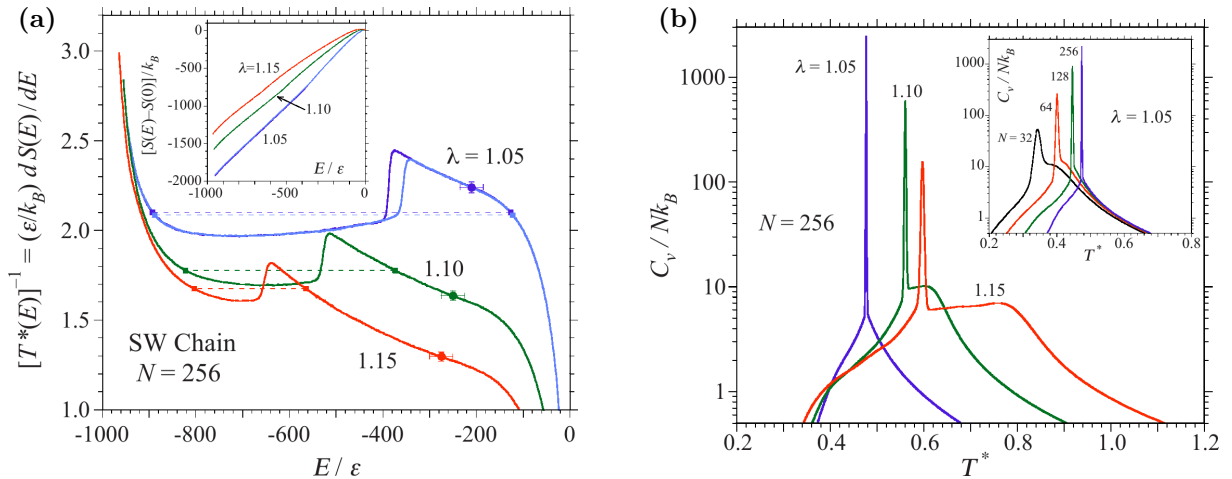 (a)
3.0
2.5
2.0
1.5
1.0
[T*(E)]⁻¹ = (ε/k_B) dS(E)/dE
-1000
-800
-600
-400
-200
0
E / ε
[S(E)–S(0)]/k_B
0
-500
-1000
-1500
-2000
-1000
-500
0
E / ε
λ=1.15
1.10
1.05
λ = 1.05
1.10
1.15
SW Chain
N = 256
(b)
1000
100
10
1
C_v / Nk_B
0.2
0.4
0.6
0.8
1.0
1.2
T*
λ = 1.05
1.10
1.15
N = 256
C_v / Nk_B
1000
100
10
1
0.2
0.4
0.6
0.8
T*
256
128
64
N = 32
λ = 1.05